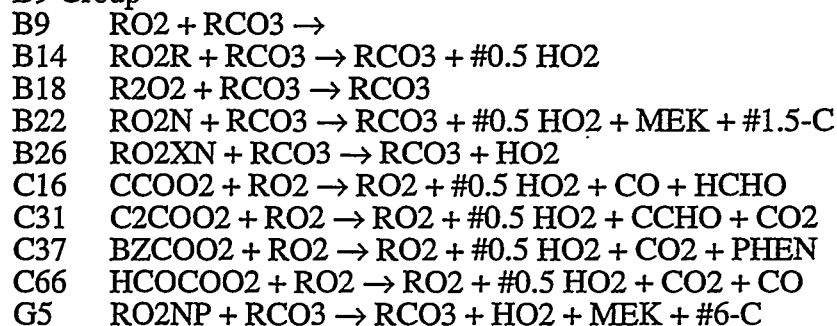 B9 RO2 + RCO3 →
B14 RO2R + RCO3 → RCO3 + #0.5 HO2
B18 R2O2 + RCO3 → RCO3
B22 RO2N + RCO3 → RCO3 + #0.5 HO2 + MEK + #1.5-C
B26 RO2XN + RCO3 → RCO3 + HO2
C16 CCOO2 + RO2 → RO2 + #0.5 HO2 + CO + HCHO
C31 C2COO2 + RO2 → RO2 + #0.5 HO2 + CCHO + CO2
C37 BZCOO2 + RO2 → RO2 + #0.5 HO2 + CO2 + PHEN
C66 HCOCOO2 + RO2 → RO2 + #0.5 HO2 + CO2 + CO
G5 RO2NP + RCO3 → RCO3 + HO2 + MEK + #6-C